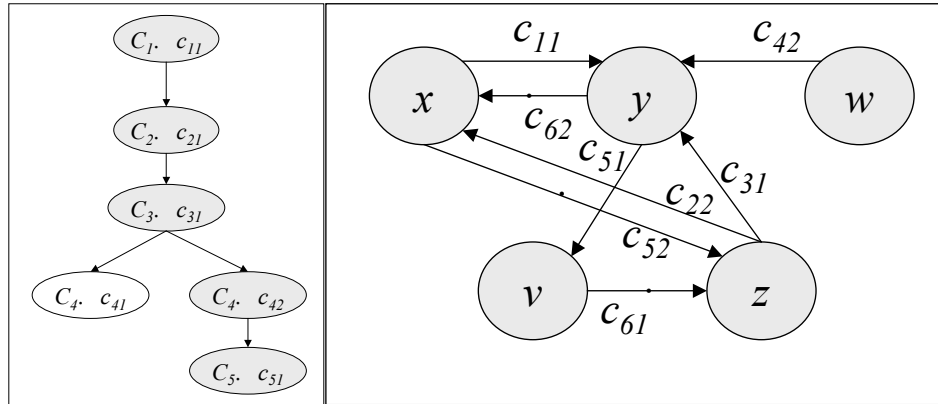 C₁. c₁₁
C₂. c₂₁
C₃. c₃₁
C₄. c₄₁
C₄. c₄₂
C₅. c₅₁
c₁₁
c₄₂
x
y
w
c₆₂
c₅₁
c₃₁
c₂₂
c₅₂
v
z
c₆₁